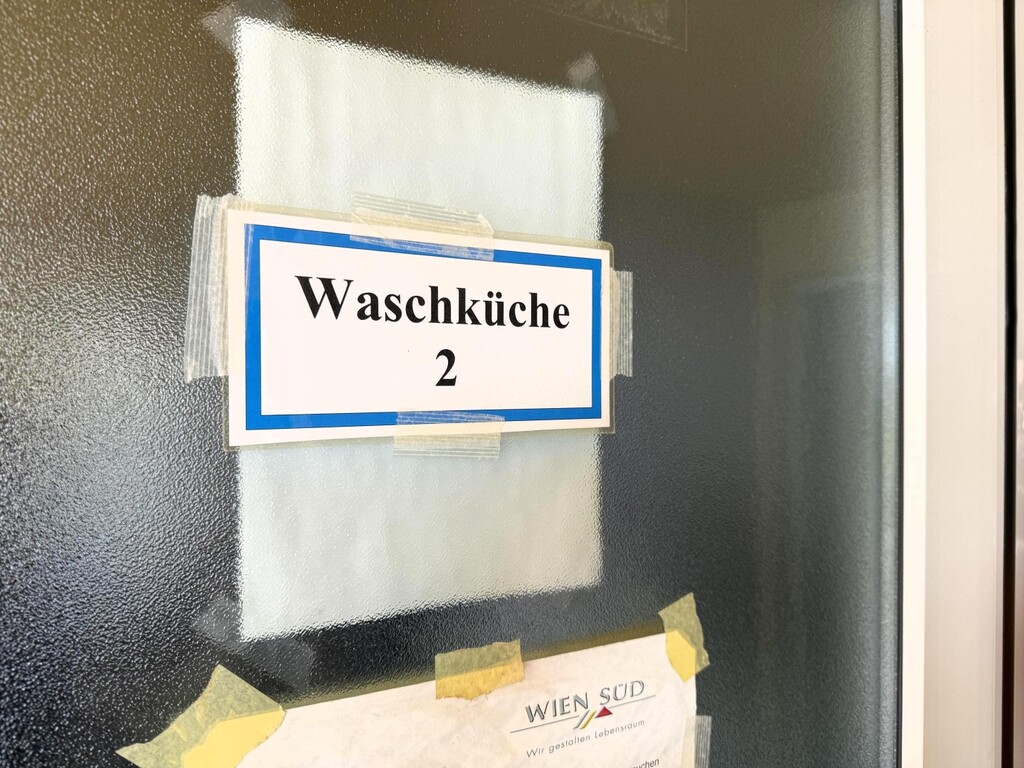 Waschküche
2
WIEN SÜD
Wir gestalten Lebensraum